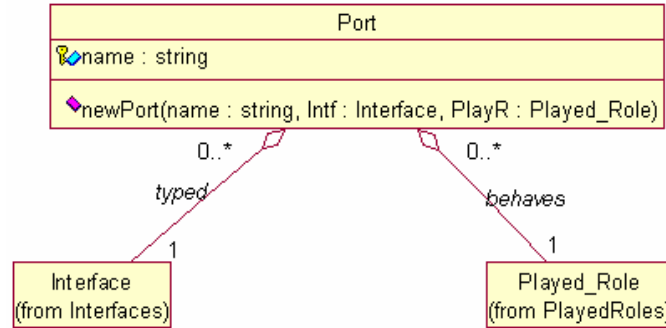 Port
name : string
newPort(name : string, Intf : Interface, PlayR : Played_Role)
0..* 0..*
typed behaves
1 1
Interface Played_Role
(from Interfaces) (from PlayedRoles)